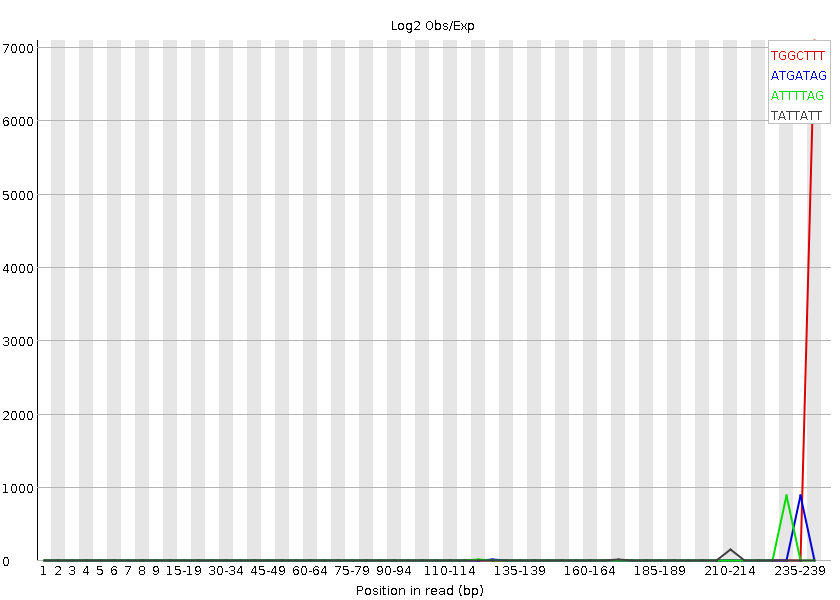 Log2 Obs/Exp
7000
6000
5000
4000
3000
2000
1000
0
TGGCTTT
ATGATAG
ATTTTAG
TATTATT
1 2 3 4 5 6 7 8 9 15-19 30-34 45-49 60-64 75-79 90-94 110-114 135-139 160-164 185-189 210-214 235-239
Position in read (bp)